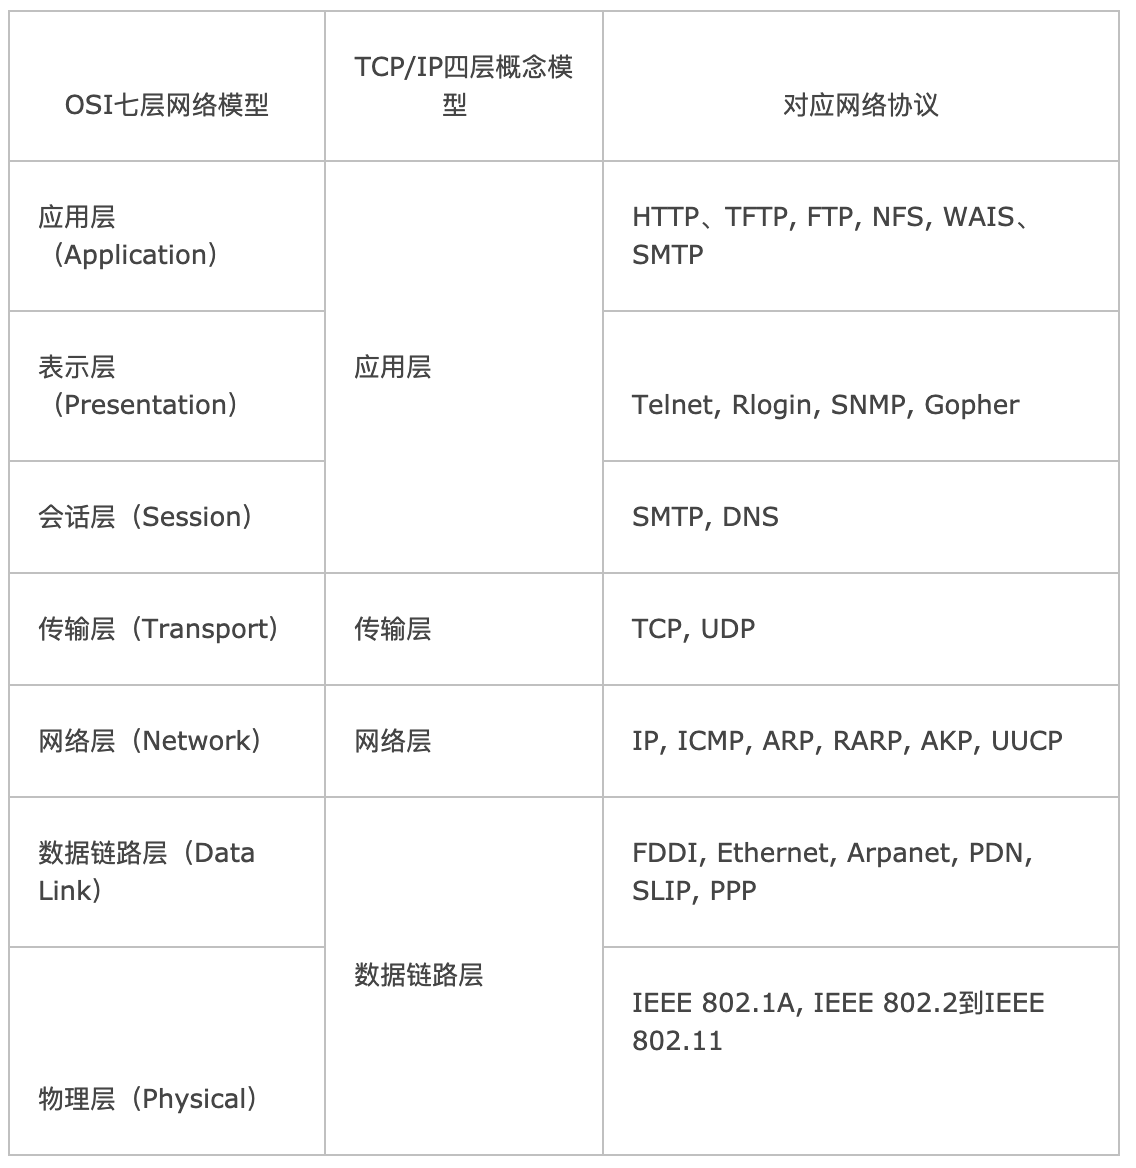 OSI七层网络模型
TCP/IP四层概念模
型
对应网络协议
应用层
（Application）
应用层
HTTP、TFTP, FTP, NFS, WAIS、
SMTP
表示层
（Presentation）
Telnet, Rlogin, SNMP, Gopher
会话层（Session）
SMTP, DNS
传输层（Transport）
传输层
TCP, UDP
网络层（Network）
网络层
IP, ICMP, ARP, RARP, AKP, UUCP
数据链路层（Data
Link）
数据链路层
FDDI, Ethernet, Arpanet, PDN,
SLIP, PPP
物理层（Physical）
IEEE 802.1A, IEEE 802.2到IEEE
802.11